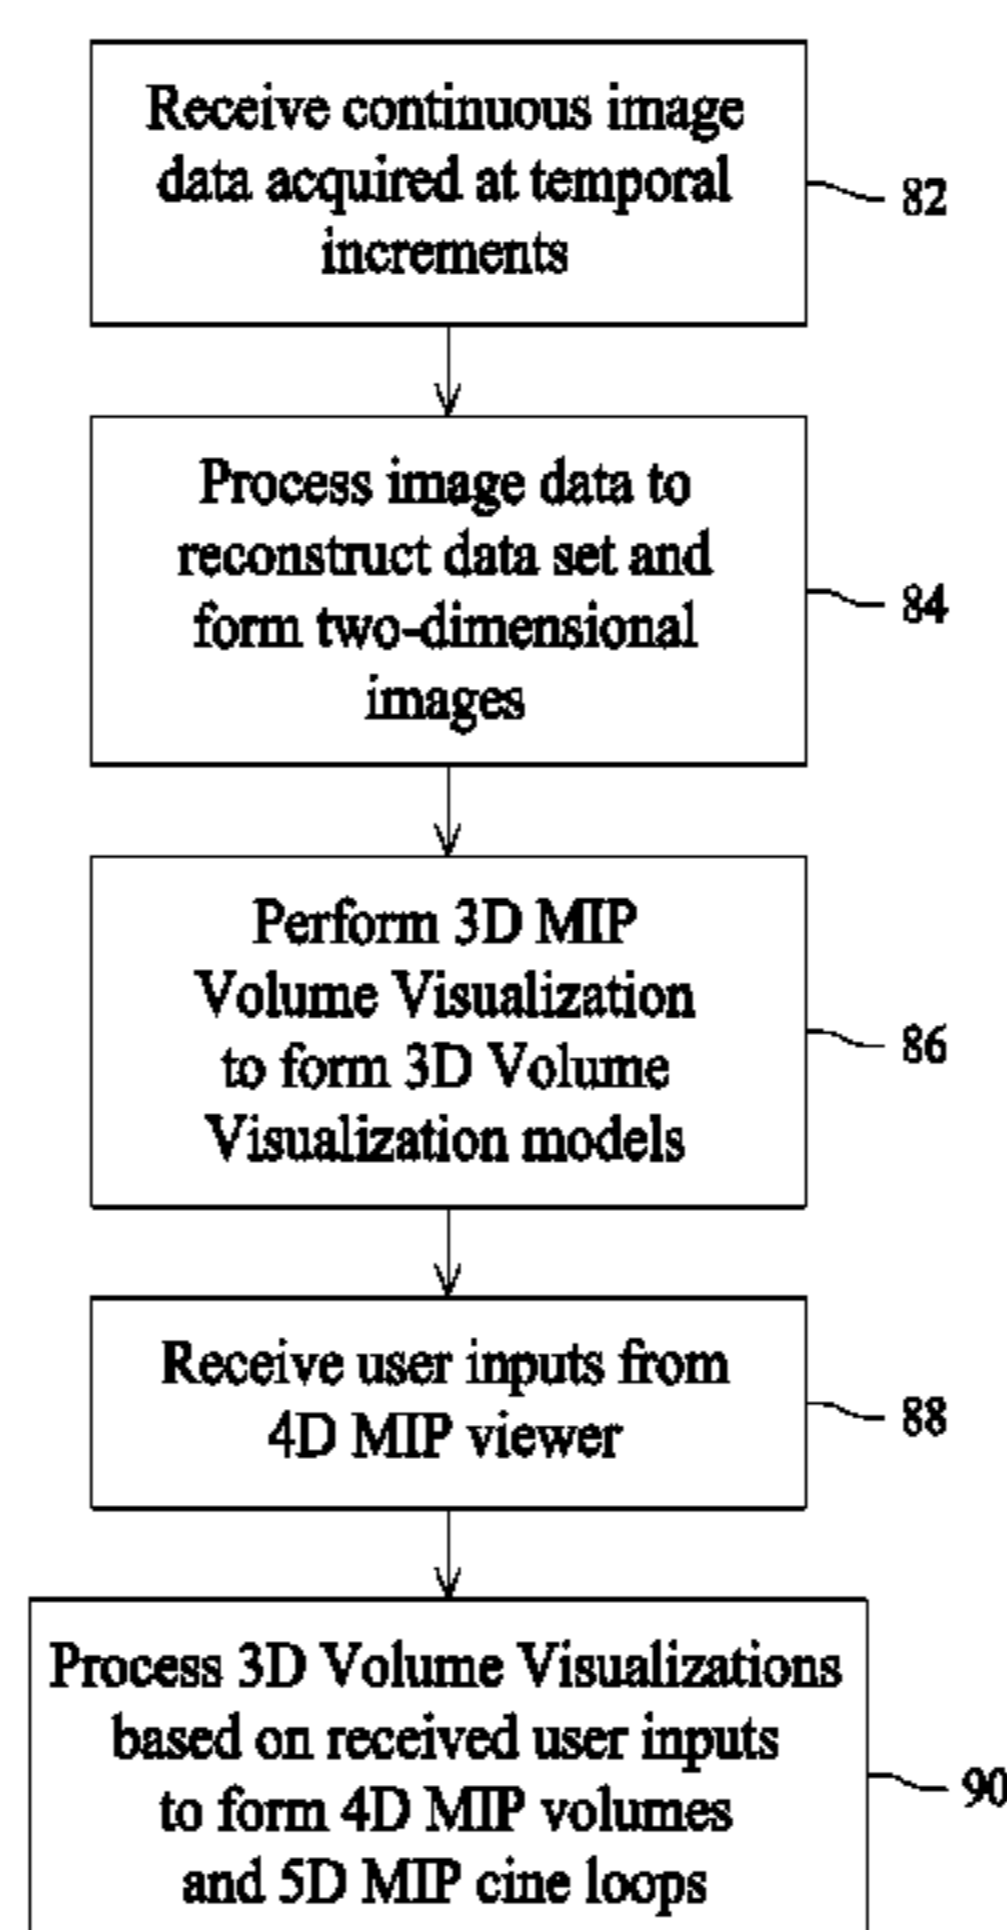 Receive continuous image
data acquired at temporal
increments
82
Process image data to
reconstruct data set and
form two-dimensional
images
84
Perform 3D MIP
Volume Visualization
to form 3D Volume
Visualization models
86
Receive user inputs from
4D MIP viewer
88
Process 3D Volume Visualizations
based on received user inputs
to form 4D MIP volumes
and 5D MIP cine loops
90